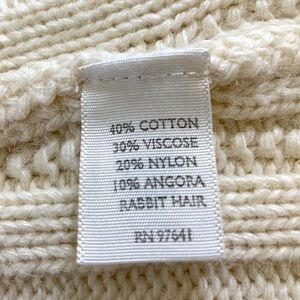 40% COTTON
30% VISCOSE
20% NYLON
10% ANGORA
RABBIT HAIR
RN 97641